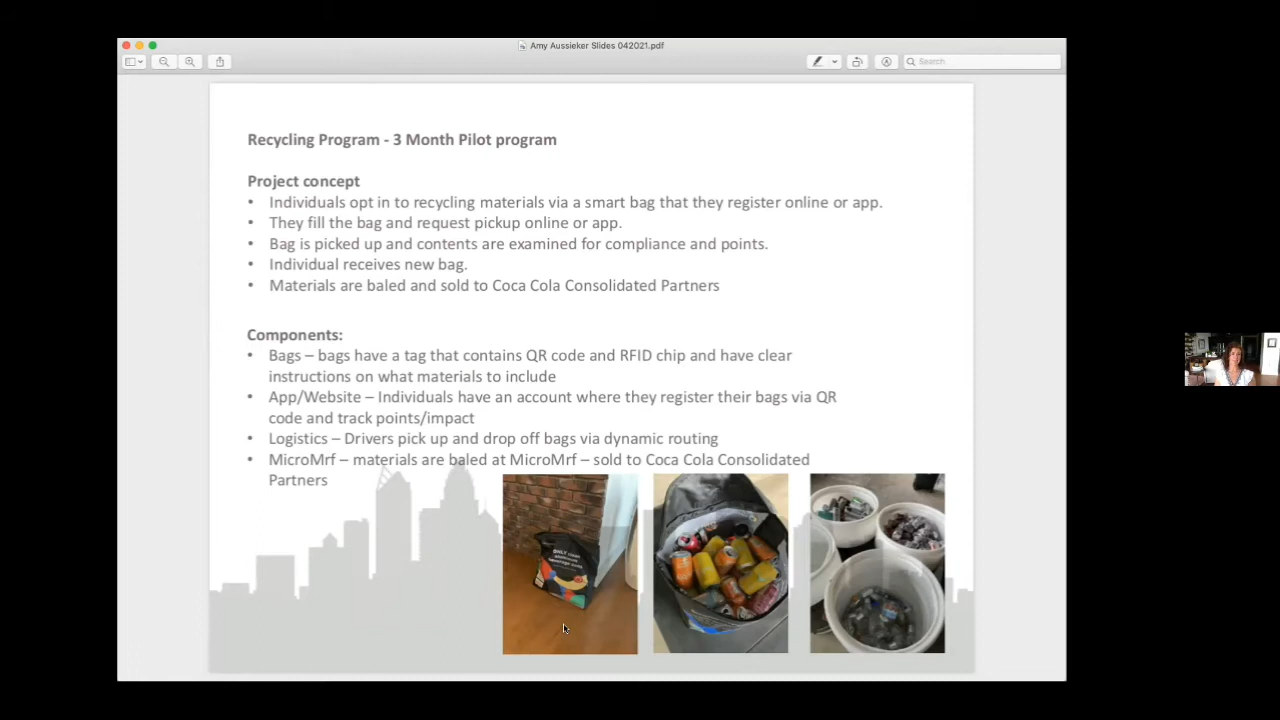 Amy Aussieker Slides 042021.pdf
Search
Recycling Program - 3 Month Pilot program
Project concept
• Individuals opt in to recycling materials via a smart bag that they register online or app.
• They fill the bag and request pickup online or app.
• Bag is picked up and contents are examined for compliance and points.
• Individual receives new bag.
• Materials are baled and sold to Coca Cola Consolidated Partners
Components:
• Bags – bags have a tag that contains QR code and RFID chip and have clear
instructions on what materials to include
• App/Website – Individuals have an account where they register their bags via QR
code and track points/impact
• Logistics – Drivers pick up and drop off bags via dynamic routing
• MicroMrf – materials are baled at MicroMrf – sold to Coca Cola Consolidated
Partners
ONLY clean
aluminum
beverage cans